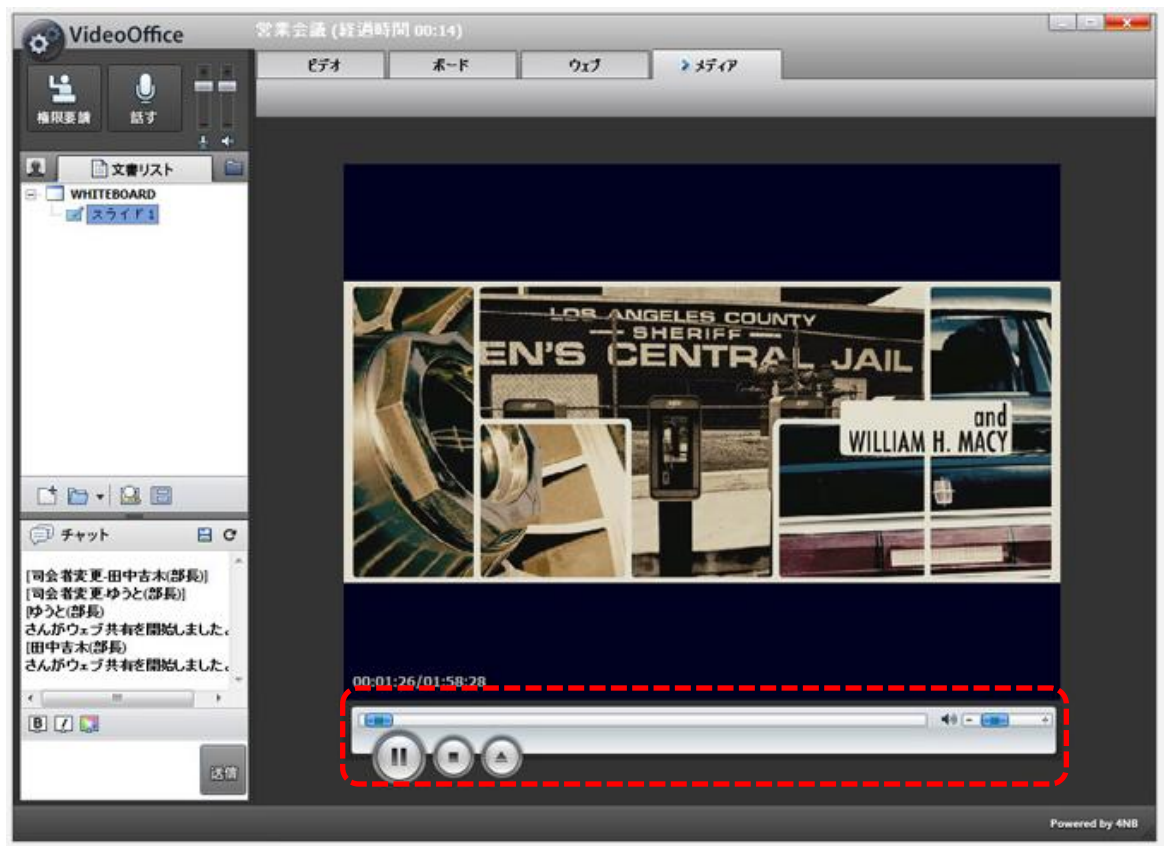 VideoOffice
営業会議 (経過時間 00:14)
ビデオ
ボード
ウェブ
メディア
権限要請
話す
文書リスト
WHITEBOARD
スライド1
LOS ANGELES COUNTY
SHERIFF
EN'S CENTRAL JAIL
and
WILLIAM H. MACY
チャット
[司会者変更-田中吉木(部長)]
[司会者変更-ゆうと(部長)]
[ゆうと(部長)
さんがウェブ共有を開始しました。
[田中吉木(部長)
さんがウェブ共有を開始しました。
00:01:26/01:58:28
B I
送信
Powered by 4NB